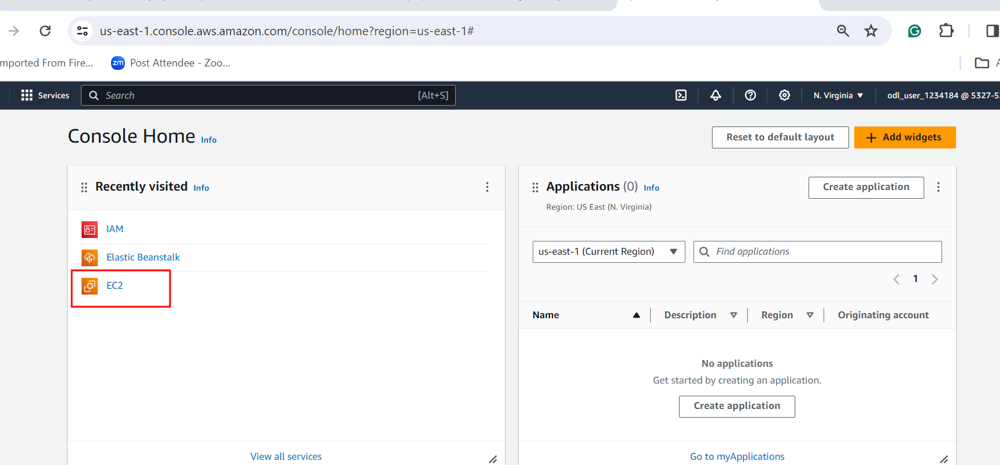 us-east-1.console.aws.amazon.com/console/home?region=us-east-1#
mported From Fire...
zm Post Attendee - Zoo...
Services
Search [Alt+S]
N. Virginia
odl_user_1234184 @ 5327-5
Console Home Info
Reset to default layout
Add widgets
Recently visited Info
IAM
Elastic Beanstalk
EC2
View all services
Applications (0) Info
Create application
Region: US East (N. Virginia)
us-east-1 (Current Region)
Find applications
1
Name Description Region Originating account
No applications
Get started by creating an application.
Create application
Go to myApplications